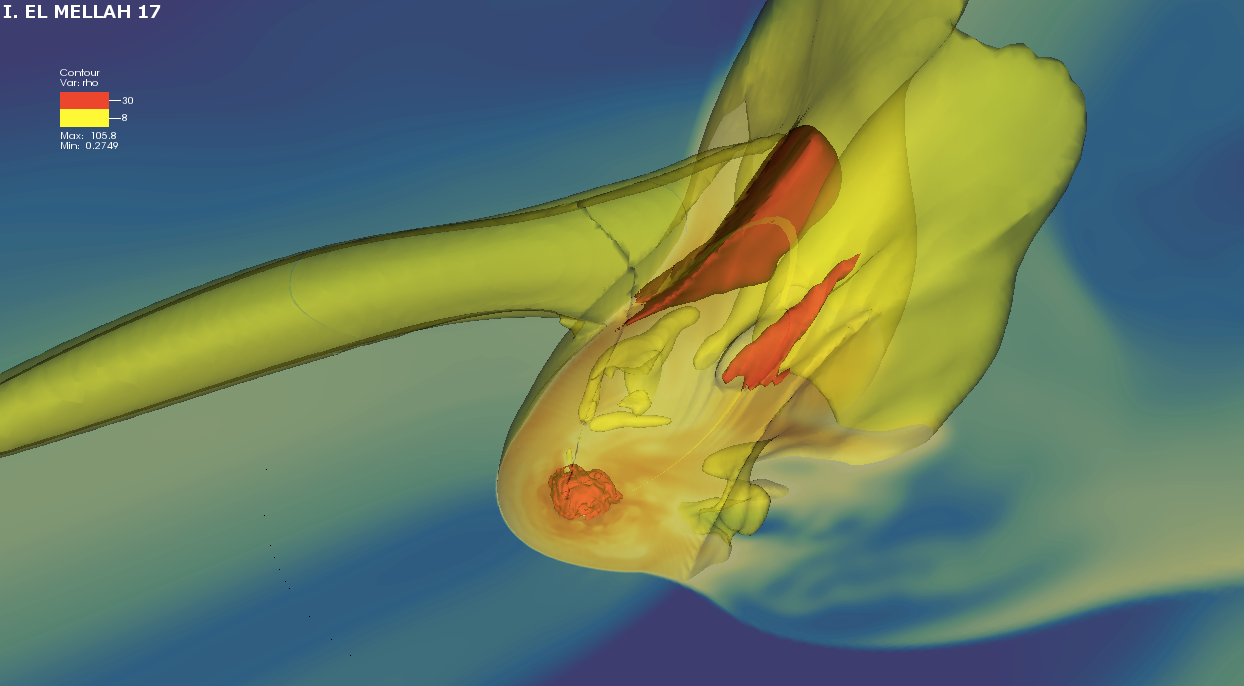 I. EL MELLAH 17
Contour
Var: rho
30
8
Max: 105.8
Min: 0.2749